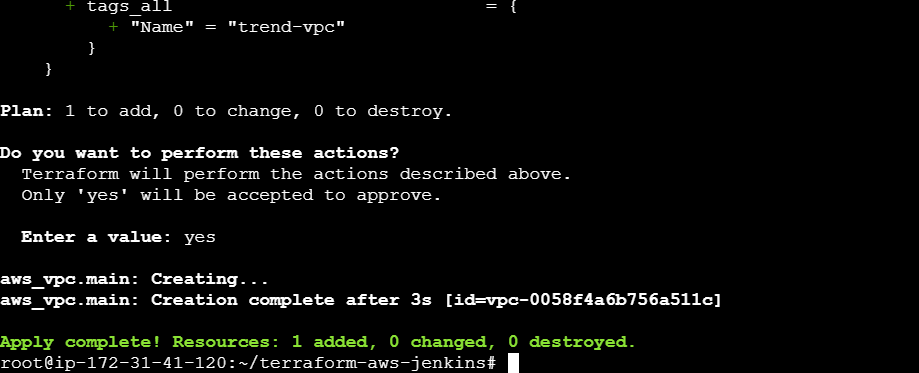 + tags_all = {
+ "Name" = "trend-vpc"
}
}
Plan: 1 to add, 0 to change, 0 to destroy.
Do you want to perform these actions?
Terraform will perform the actions described above.
Only 'yes' will be accepted to approve.
Enter a value: yes
aws_vpc.main: Creating...
aws_vpc.main: Creation complete after 3s [id=vpc-0058f4a6b756a511c]
Apply complete! Resources: 1 added, 0 changed, 0 destroyed.
root@ip-172-31-41-120:~/terraform-aws-jenkins#